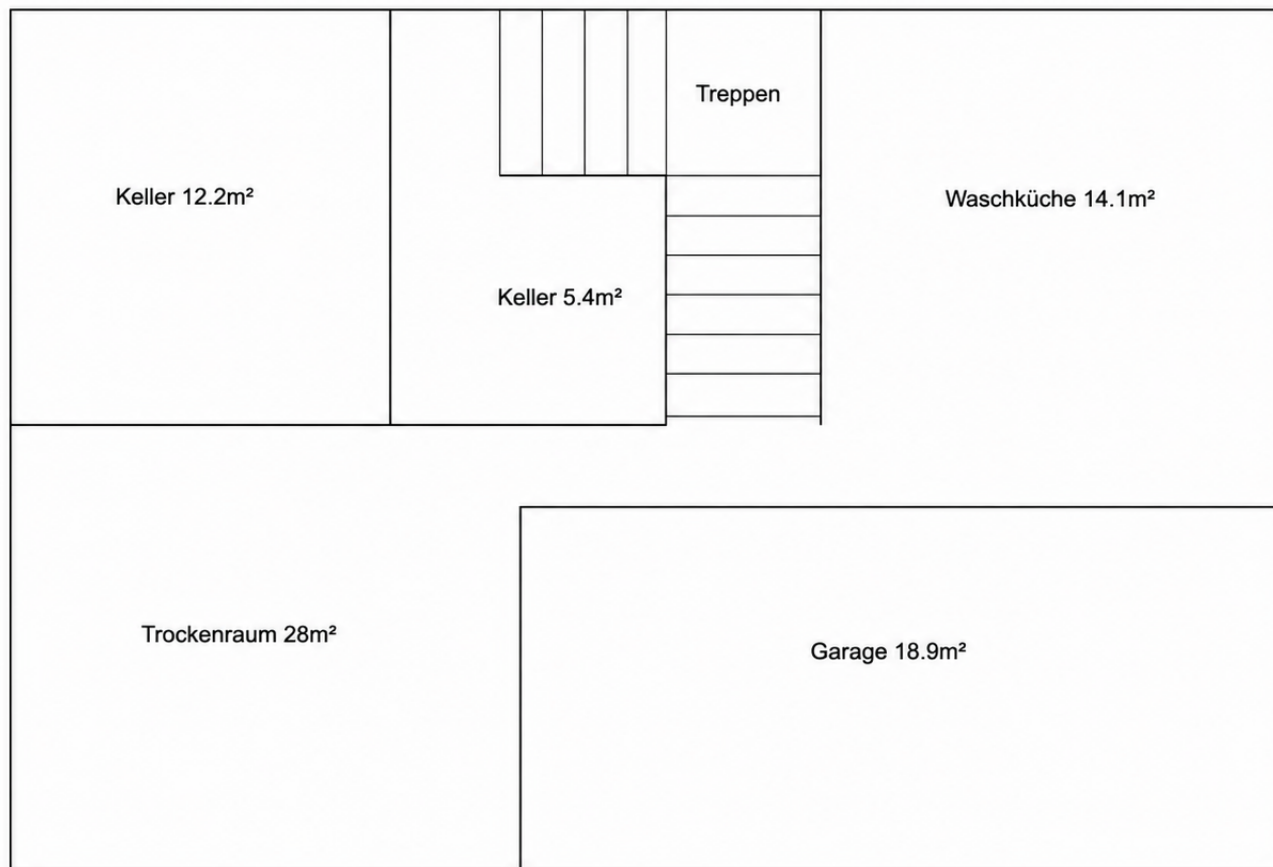 Treppen
Keller 12.2m²
Waschküche 14.1m²
Keller 5.4m²
Trockenraum 28m²
Garage 18.9m²